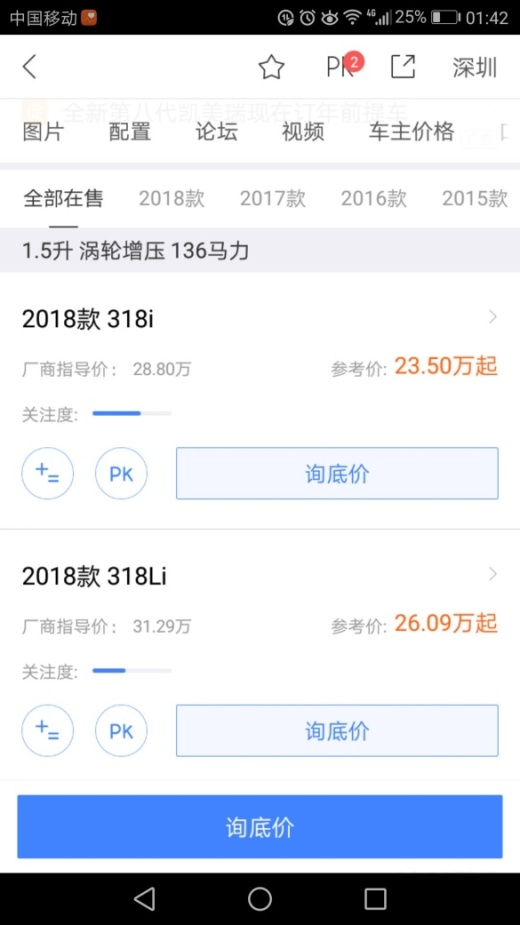 中国移动 4G 25% 01:42
PK 2 深圳
全新第八代凯美瑞现在订年前提车
图片 配置 论坛 视频 车主价格
全部在售 2018款 2017款 2016款 2015款
1.5升 涡轮增压 136马力
2018款 318i
厂商指导价： 28.80万 参考价: 23.50万起
关注度:
PK 询底价
2018款 318Li
厂商指导价： 31.29万 参考价: 26.09万起
关注度:
PK 询底价
询底价